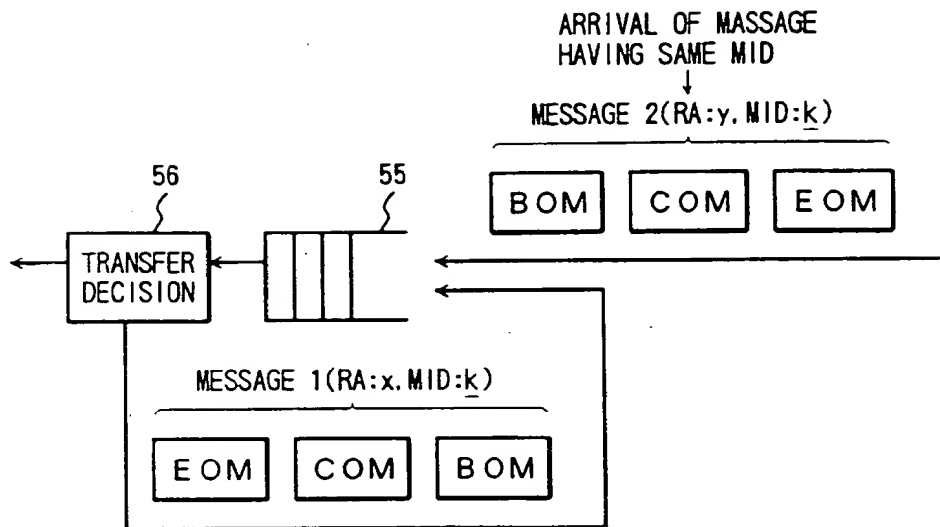 ARRIVAL OF MASSAGE
HAVING SAME MID
MESSAGE 2(RA:y. MID:k)
BOM COM EOM
56 55
TRANSFER
DECISION
MESSAGE 1(RA:x. MID:k)
EOM COM BOM